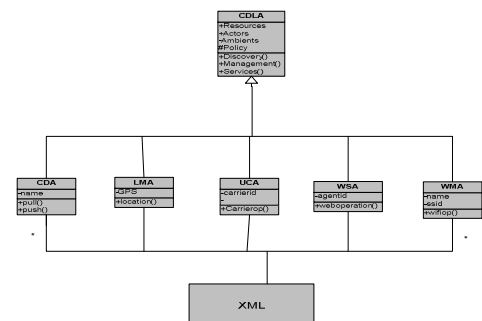 CDLA
+Resources
+Actors
-Ambients
#Policy
+Discovery()
+Management()
+Services()
CDA
-name
+pull()
+push()
LMA
-GPS
+location()
UCA
-carrierid
-
+Carrierop()
WSA
-agentid
+weboperation()
WMA
-name
-ssid
+wifiop()
*
*
XML